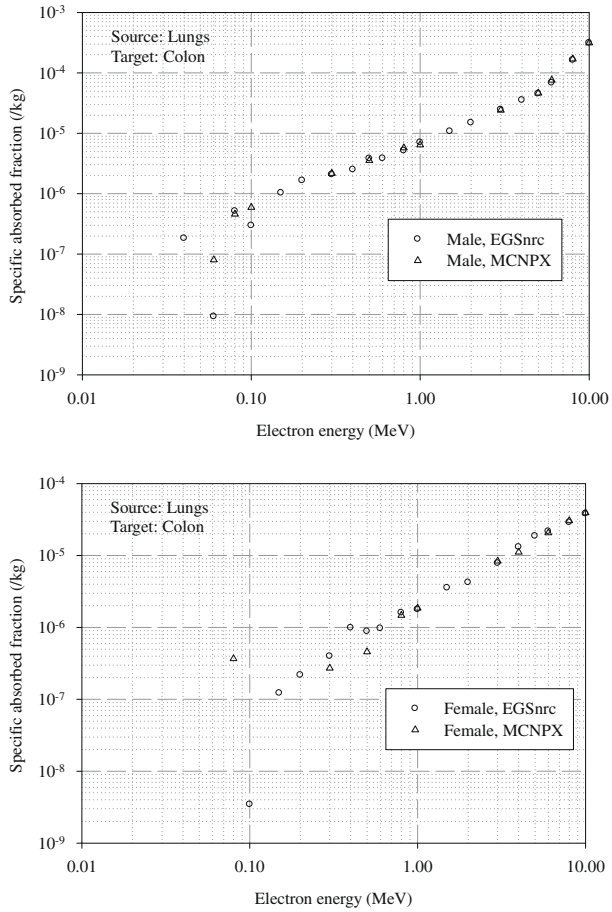 10⁻³
Source: Lungs
Target: Colon
10⁻⁴
10⁻⁵
10⁻⁶
10⁻⁷
10⁻⁸
10⁻⁹
Specific absorbed fraction (/kg)
Male, EGSnrc
Male, MCNPX
0.01 0.10 1.00 10.00
Electron energy (MeV)
10⁻⁴
Source: Lungs
Target: Colon
10⁻⁵
10⁻⁶
10⁻⁷
10⁻⁸
10⁻⁹
Specific absorbed fraction (/kg)
Female, EGSnrc
Female, MCNPX
0.01 0.10 1.00 10.00
Electron energy (MeV)